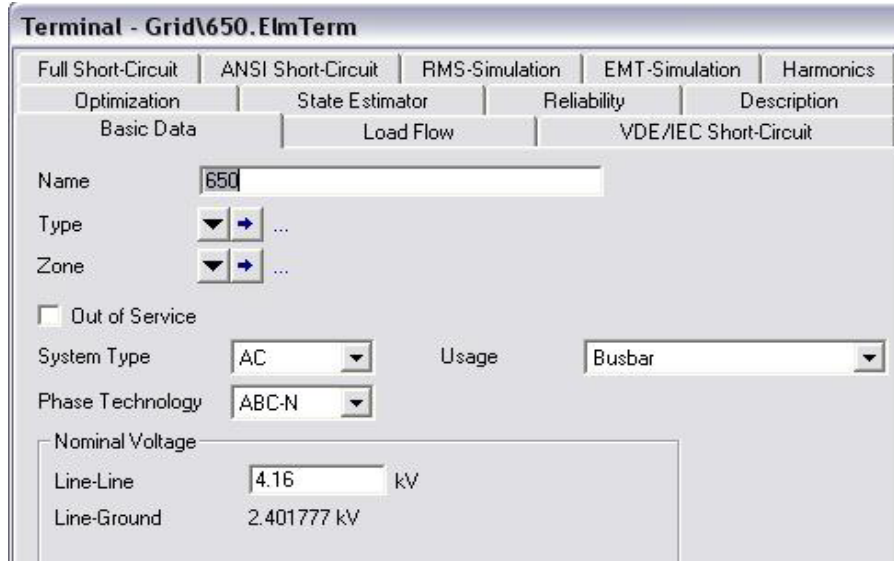 Terminal - Grid\650.ElmTerm
Full Short-Circuit ANSI Short-Circuit RMS-Simulation EMT-Simulation Harmonics
Optimization State Estimator Reliability Description
Basic Data Load Flow VDE/IEC Short-Circuit
Name 650
Type ...
Zone ...
Out of Service
System Type AC Usage Busbar
Phase Technology ABC-N
Nominal Voltage
Line-Line 4.16 kV
Line-Ground 2.401777 kV